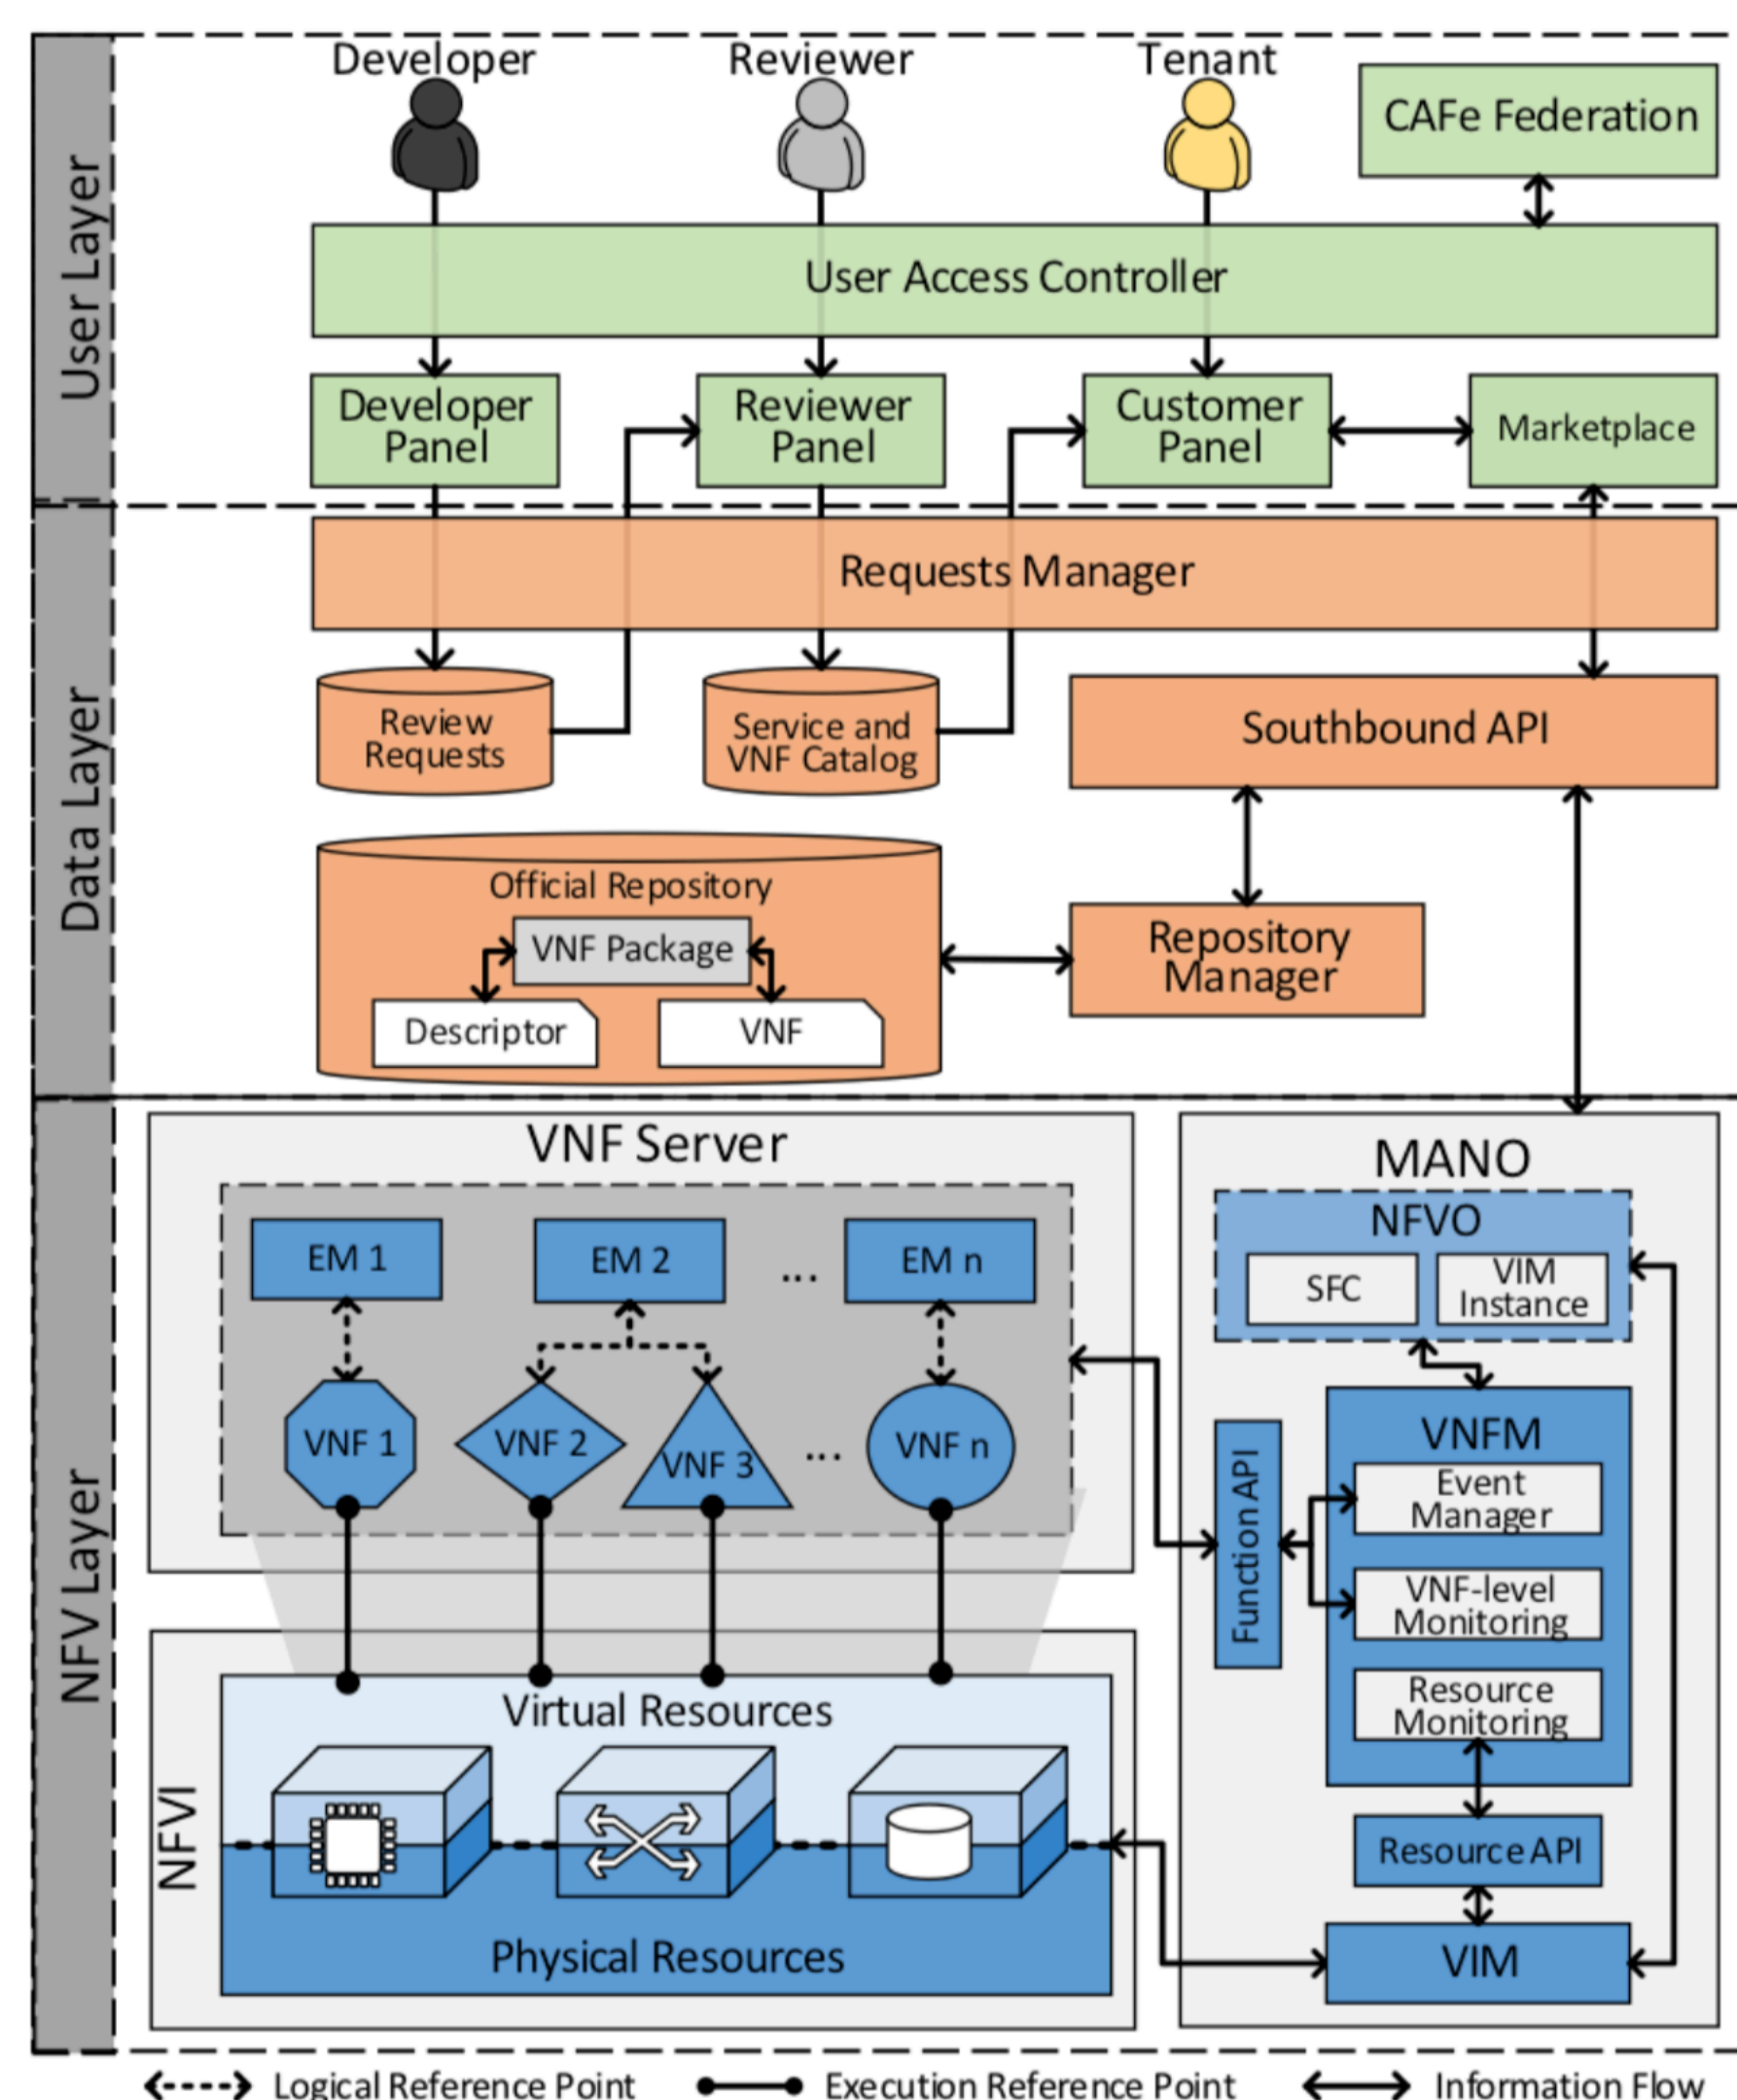 Developer
Reviewer
Tenant
CAFe Federation
User Access Controller
Developer
Panel
Reviewer
Panel
Customer
Panel
Marketplace
User Layer
Requests Manager
Review
Requests
Service and
VNF Catalog
Southbound API
Official Repository
VNF Package
Descriptor
VNF
Repository
Manager
Data Layer
VNF Server
EM 1
EM 2
...
EM n
VNF 1
VNF 2
VNF 3
...
VNF n
MANO
NFVO
SFC
VIM
Instance
VNFM
Event
Manager
VNF-level
Monitoring
Resource
Monitoring
Function API
Resource API
VIM
NFVI
Virtual Resources
Physical Resources
NFV Layer
Logical Reference Point
Execution Reference Point
Information Flow